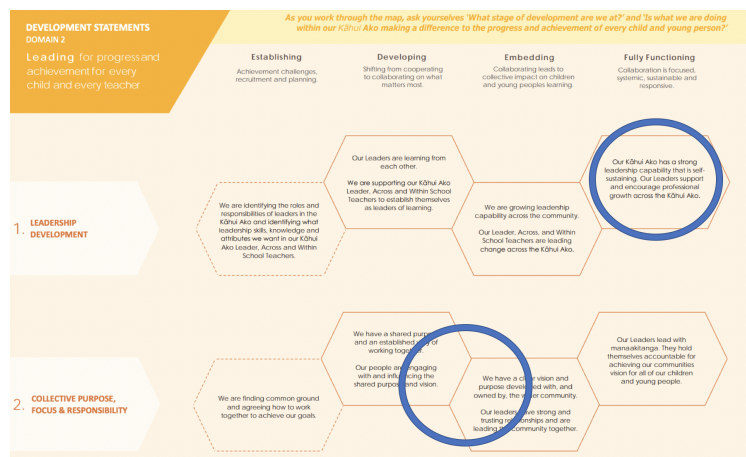 DEVELOPMENT STATEMENTS
DOMAIN 2
Leading for progress and
achievement for every
child and every teacher.
As you work through the map, ask yourselves 'What stage of development are we at?' and 'Is what we are doing
within our Kāhui Ako making a difference to the progress and achievement of every child and young person?'
Establishing
Achievement challenges,
recruitment and planning.
Developing
Shifting from cooperating
to collaborating on what
matters most.
Embedding
Collaborating leads to
collective impact on children
and young peoples learning.
Fully Functioning
Collaboration is focused,
systemic, sustainable and
responsive.
1. LEADERSHIP
DEVELOPMENT
We are identifying the roles and
responsibilities of leaders in the
Kāhui Ako and identifying what
leadership skills, knowledge and
attributes we want in our Kāhui
Ako Leader, Across and Within
School Teachers.
Our Leaders are learning from
each other.
We are supporting our Kāhui Ako
Leader, Across and Within School
Teachers to establish themselves
as leaders of learning.
We are growing leadership
capability across the community.
Our Leader, Across, and Within
School Teachers are leading
change across the Kāhui Ako.
Our Kāhui Ako has a strong
leadership capability that is self-
sustaining. Our Leaders support
and encourage professional
growth across the Kāhui Ako.
2. COLLECTIVE PURPOSE,
FOCUS & RESPONSIBILITY
We are finding common ground
and agreeing how to work
together to achieve our goals.
We have a shared purpose
and an established way of
working together.
Our people are engaging
with and influencing the
shared purpose and vision.
We have a clear vision and
purpose developed with, and
owned by, the wider community.
Our leaders have strong and
trusting relationships and are
leading the community together.
Our Leaders lead with
manaakitanga. They hold
themselves accountable for
achieving our communities
vision for all of our children
and young people.